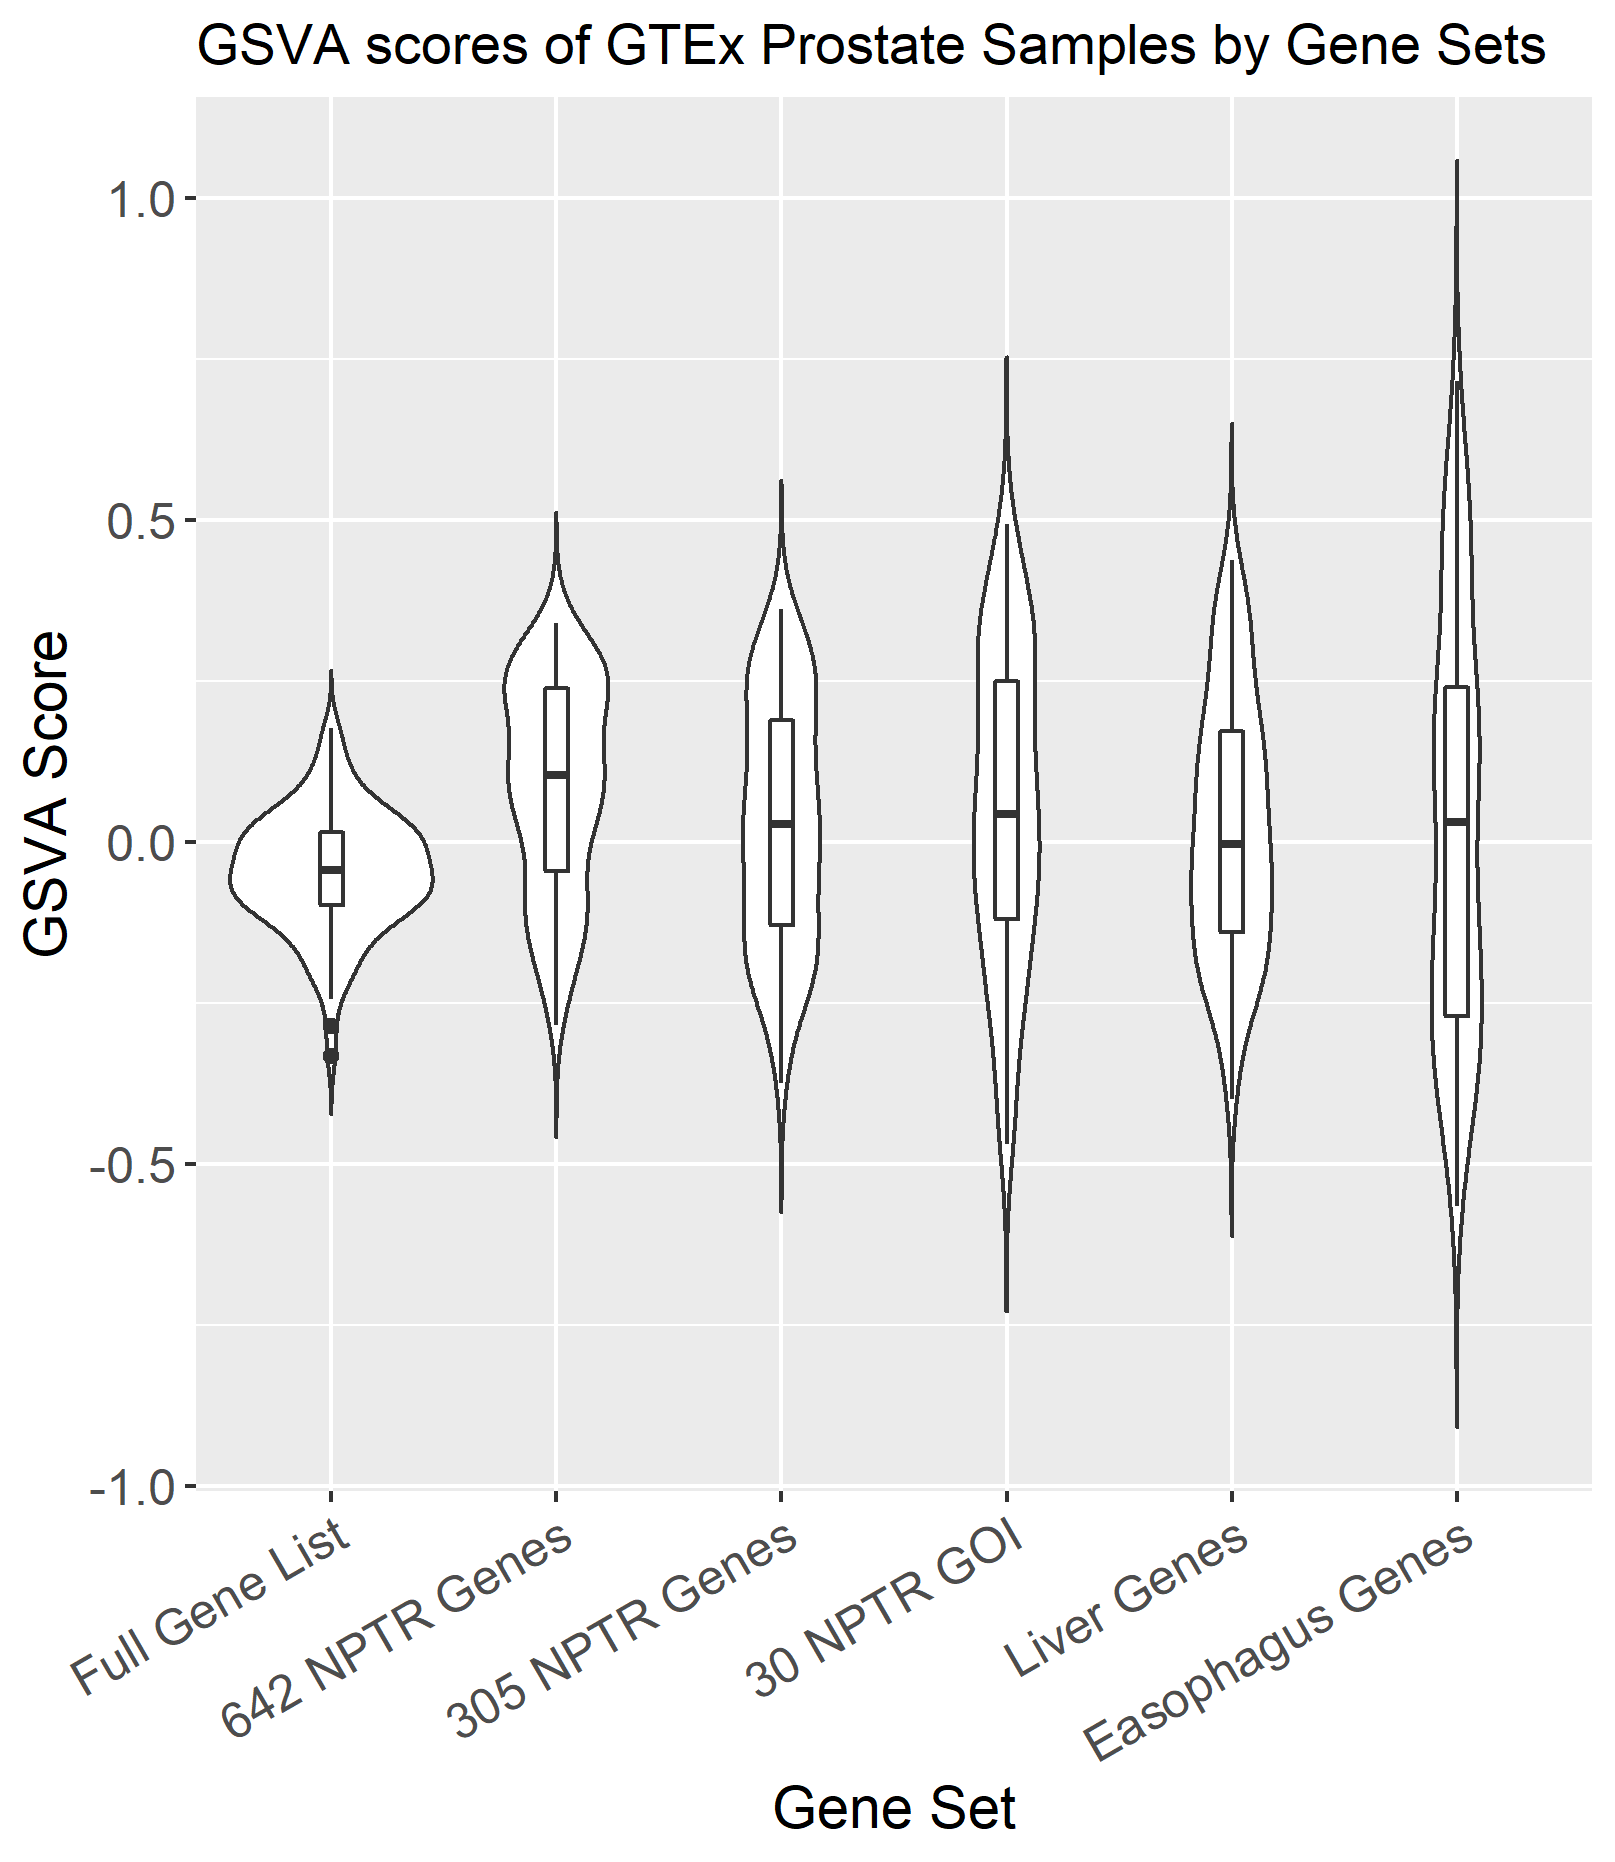 GSVA scores of GTEx Prostate Samples by Gene Sets
GSVA Score
1.0
0.5
0.0
-0.5
-1.0
Full Gene List
642 NPTR Genes
305 NPTR Genes
30 NPTR GOI
Liver Genes
Easophagus Genes
Gene Set